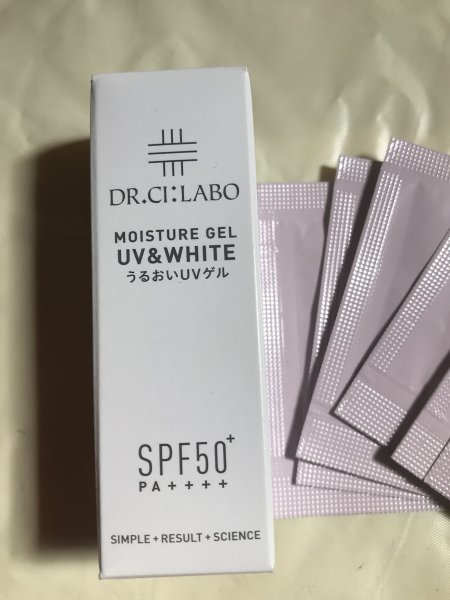 DR.CI:LABO
MOISTURE GEL
UV&WHITE
うるおいUVゲル
SPF50+
PA++++
SIMPLE+RESULT+SCIENCE